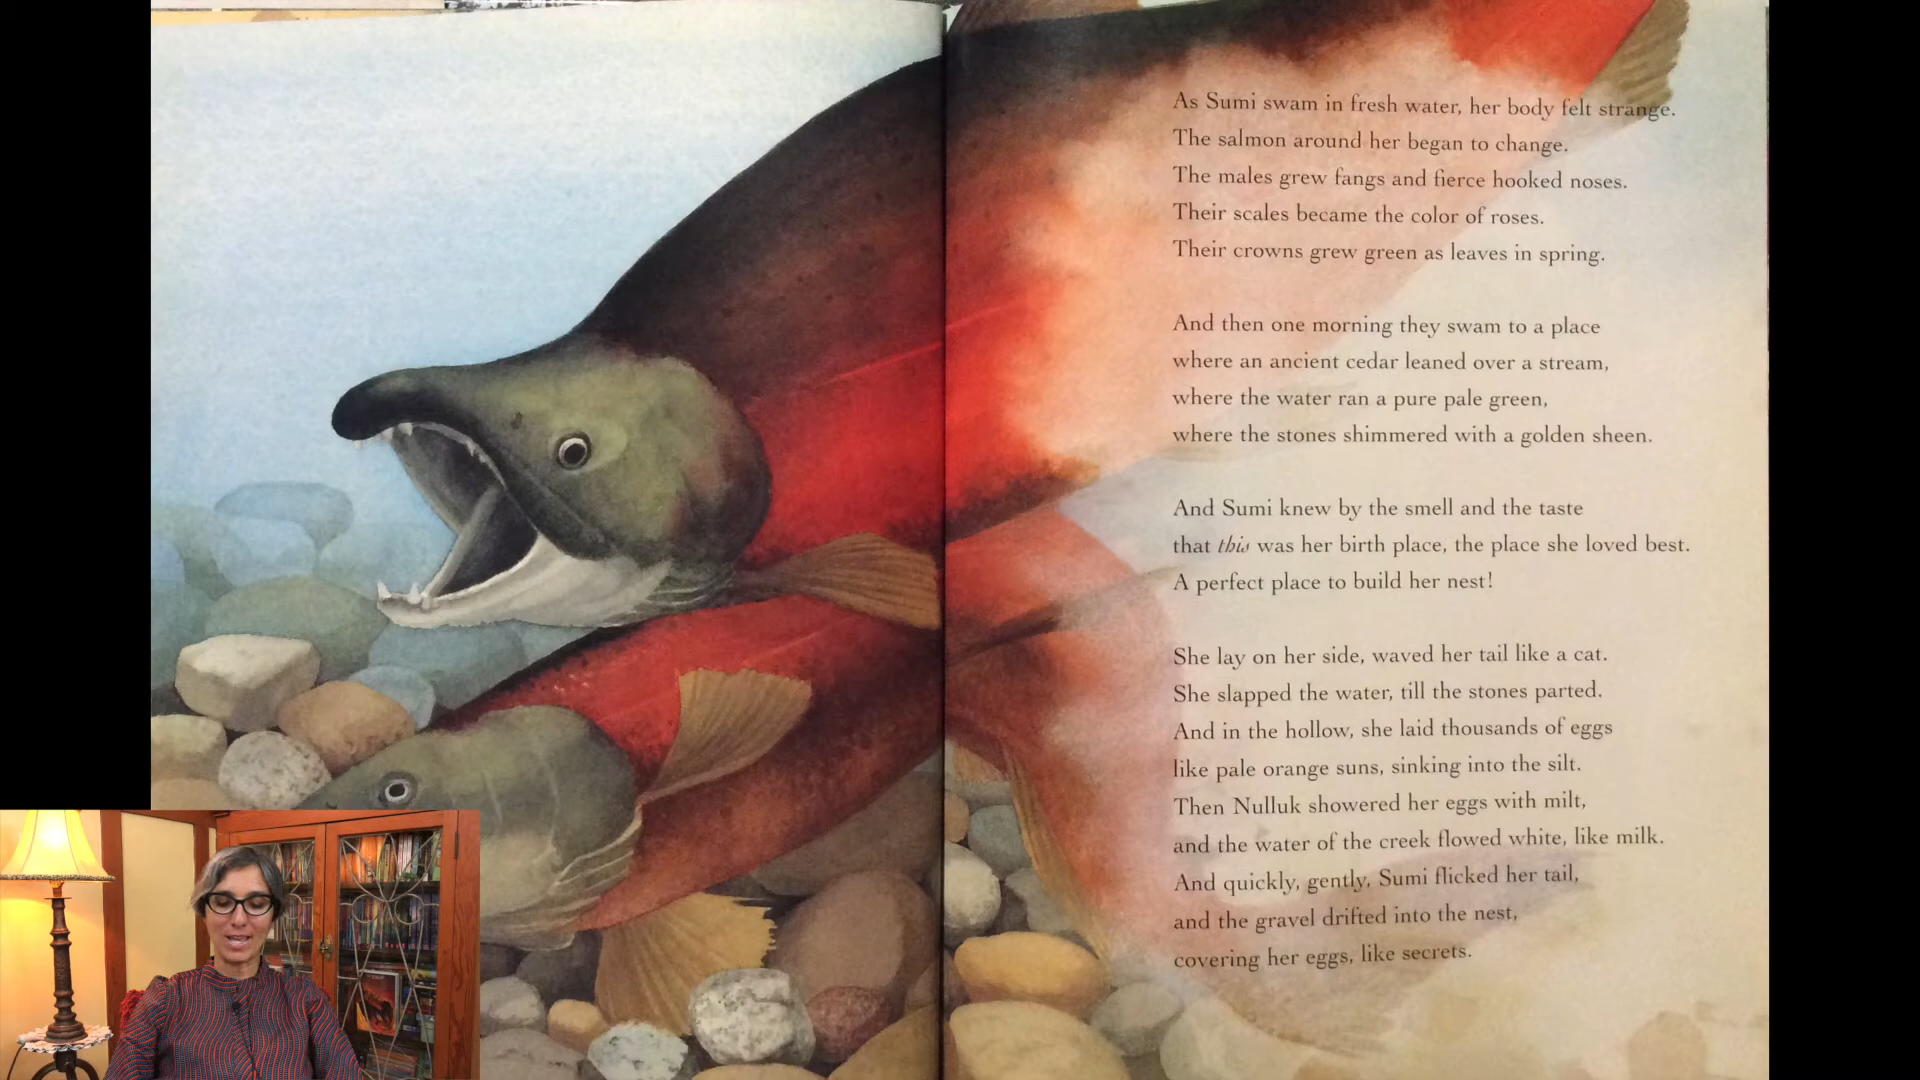 As Sumi swam in fresh water, her body felt strange.
The salmon around her began to change.
The males grew fangs and fierce hooked noses.
Their scales became the color of roses.
Their crowns grew green as leaves in spring.
And then one morning they swam to a place
where an ancient cedar leaned over a stream,
where the water ran a pure pale green,
where the stones shimmered with a golden sheen.
And Sumi knew by the smell and the taste
that this was her birth place, the place she loved best.
A perfect place to build her nest!
She lay on her side, waved her tail like a cat.
She slapped the water, till the stones parted.
And in the hollow, she laid thousands of eggs
like pale orange suns, sinking into the silt.
Then Nulluk showered her eggs with milt,
and the water of the creek flowed white, like milk.
And quickly, gently, Sumi flicked her tail,
and the gravel drifted into the nest,
covering her eggs, like secrets.